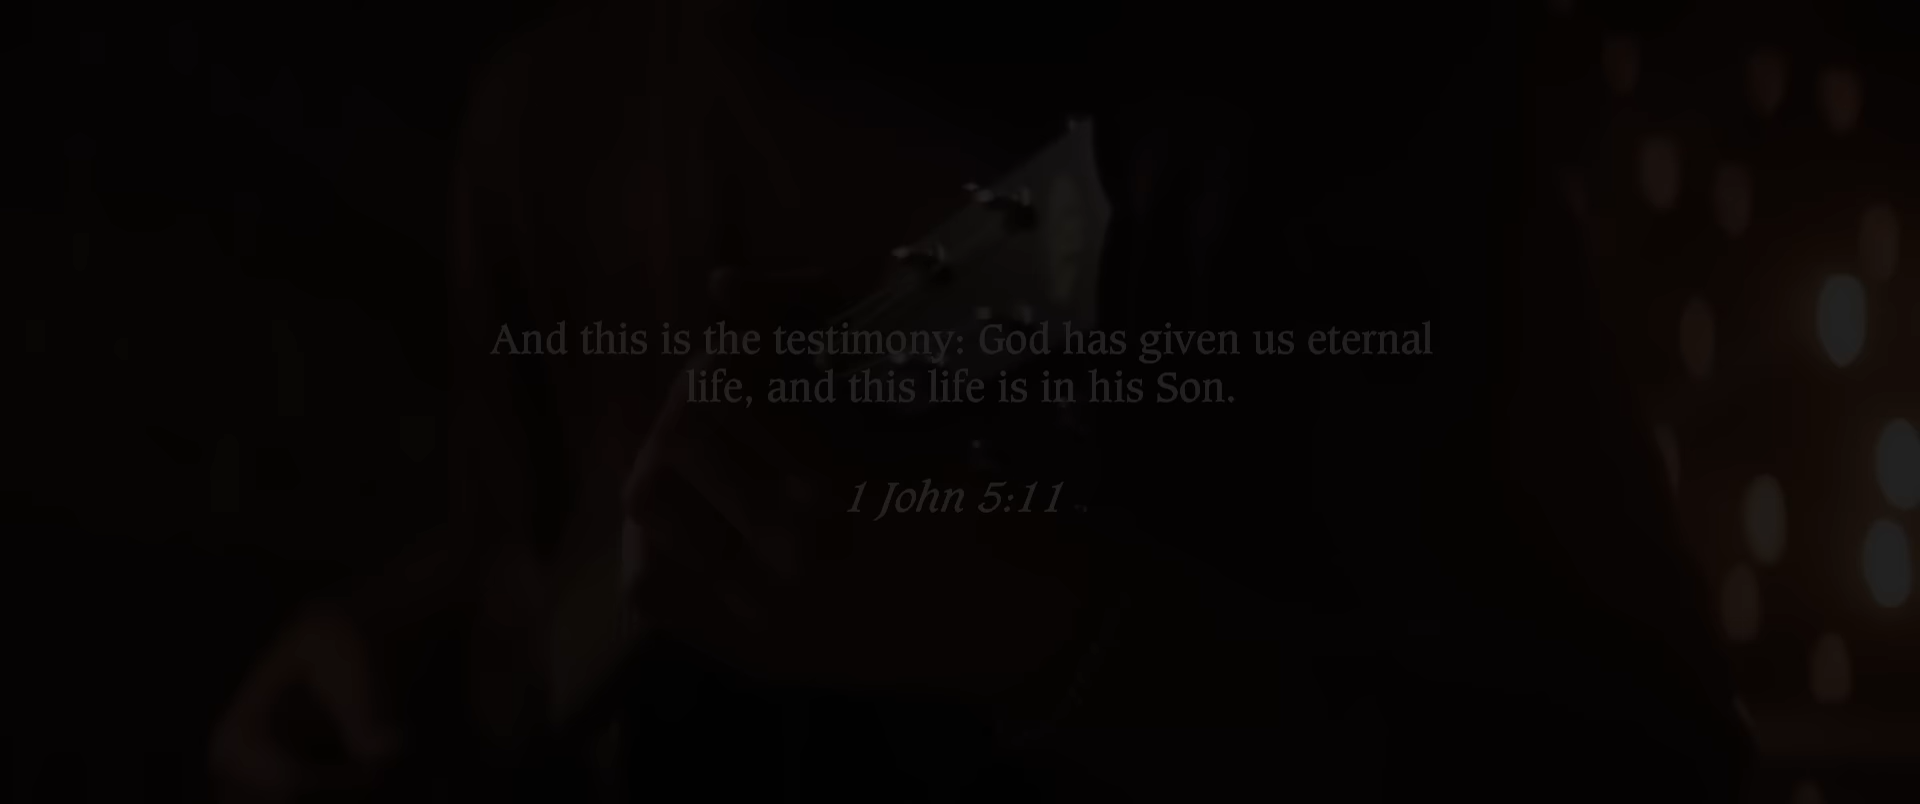 And this is the testimony: God has given us eternal
life, and this life is in his Son.
1 John 5:11